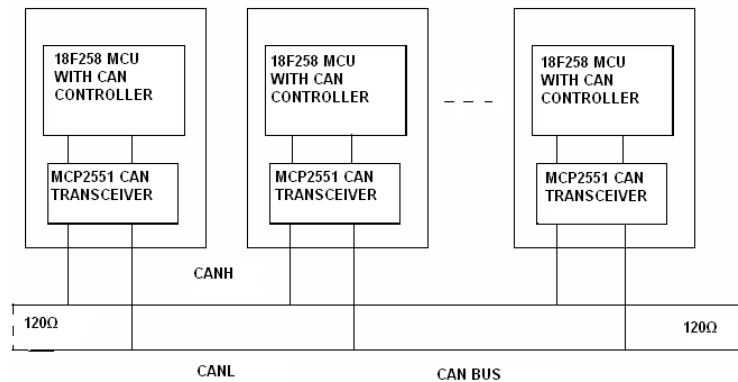 18F258 MCU
WITH CAN
CONTROLLER
18F258 MCU
WITH CAN
CONTROLLER
18F258 MCU
WITH CAN
CONTROLLER
MCP2551 CAN
TRANSCEIVER
MCP2551 CAN
TRANSCEIVER
MCP2551 CAN
TRANSCEIVER
CANH
120Ω
120Ω
CANL
CAN BUS